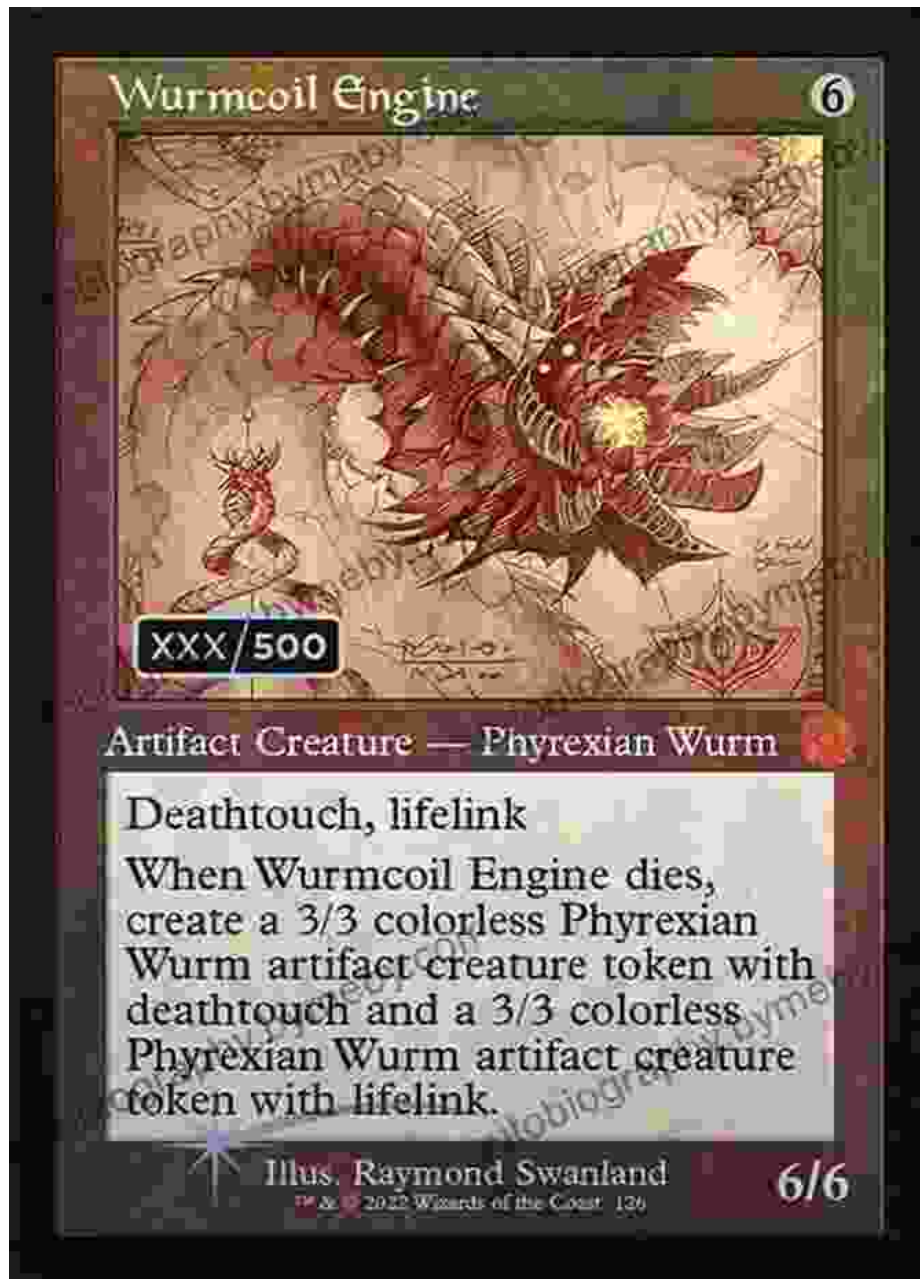 Wurmcoil Engine 6
XXX/500
Artifact Creature — Phyrexian Wurm
Deathtouch, lifelink
When Wurmcoil Engine dies,
create a 3/3 colorless Phyrexian
Wurm artifact creature token with
deathtouch and a 3/3 colorless
Phyrexian Wurm artifact creature
token with lifelink.
Illus. Raymond Swanland
6/6
™ & © 2022 Wizards of the Coast 126